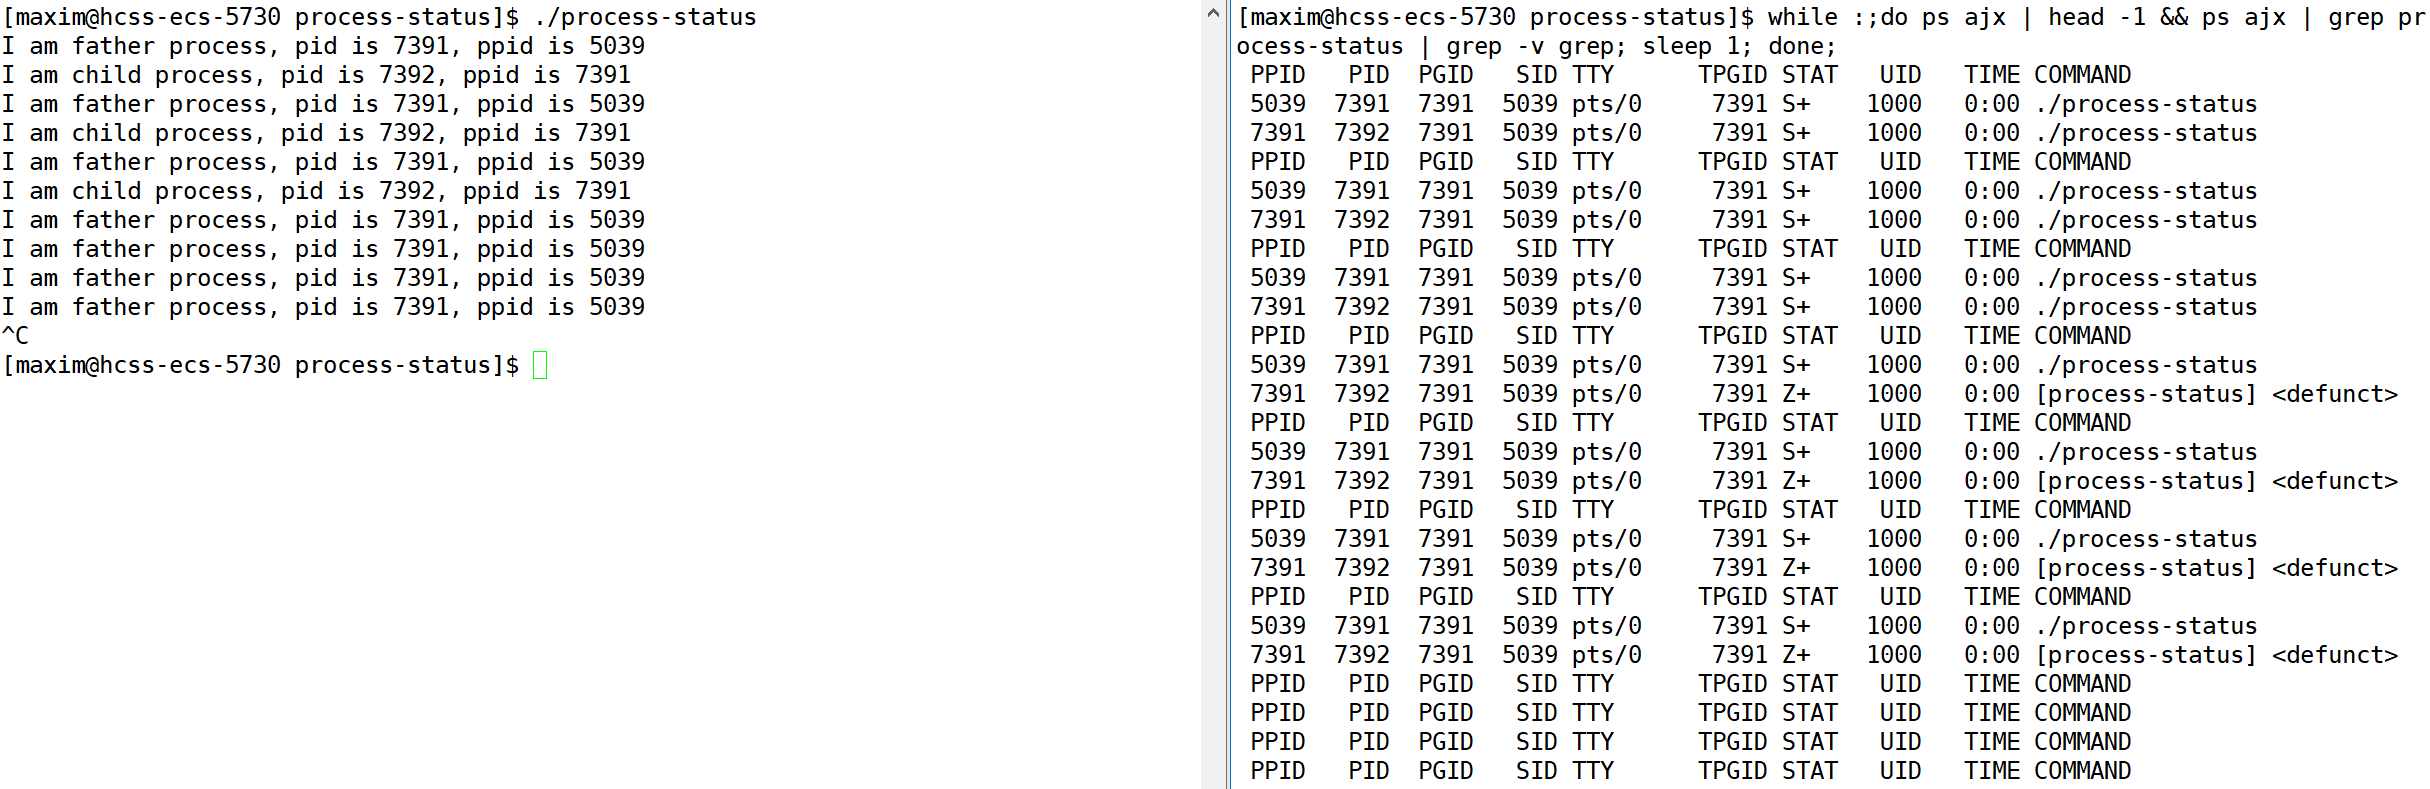 [maxim@hcss-ecs-5730 process-status]$ ./process-status
I am father process, pid is 7391, ppid is 5039
I am child process, pid is 7392, ppid is 7391
I am father process, pid is 7391, ppid is 5039
I am child process, pid is 7392, ppid is 7391
I am father process, pid is 7391, ppid is 5039
I am child process, pid is 7392, ppid is 7391
I am father process, pid is 7391, ppid is 5039
I am father process, pid is 7391, ppid is 5039
I am father process, pid is 7391, ppid is 5039
I am father process, pid is 7391, ppid is 5039
^C
[maxim@hcss-ecs-5730 process-status]$
[maxim@hcss-ecs-5730 process-status]$ while :;do ps ajx | head -1 && ps ajx | grep pr
ocess-status | grep -v grep; sleep 1; done;
 PPID   PID  PGID   SID TTY      TPGID STAT   UID   TIME COMMAND
 5039  7391  7391  5039 pts/0     7391 S+    1000   0:00 ./process-status
 7391  7392  7391  5039 pts/0     7391 S+    1000   0:00 ./process-status
 PPID   PID  PGID   SID TTY      TPGID STAT   UID   TIME COMMAND
 5039  7391  7391  5039 pts/0     7391 S+    1000   0:00 ./process-status
 7391  7392  7391  5039 pts/0     7391 S+    1000   0:00 ./process-status
 PPID   PID  PGID   SID TTY      TPGID STAT   UID   TIME COMMAND
 5039  7391  7391  5039 pts/0     7391 S+    1000   0:00 ./process-status
 7391  7392  7391  5039 pts/0     7391 S+    1000   0:00 ./process-status
 PPID   PID  PGID   SID TTY      TPGID STAT   UID   TIME COMMAND
 5039  7391  7391  5039 pts/0     7391 S+    1000   0:00 ./process-status
 7391  7392  7391  5039 pts/0     7391 Z+    1000   0:00 [process-status] <defunct>
 PPID   PID  PGID   SID TTY      TPGID STAT   UID   TIME COMMAND
 5039  7391  7391  5039 pts/0     7391 S+    1000   0:00 ./process-status
 7391  7392  7391  5039 pts/0     7391 Z+    1000   0:00 [process-status] <defunct>
 PPID   PID  PGID   SID TTY      TPGID STAT   UID   TIME COMMAND
 5039  7391  7391  5039 pts/0     7391 S+    1000   0:00 ./process-status
 7391  7392  7391  5039 pts/0     7391 Z+    1000   0:00 [process-status] <defunct>
 PPID   PID  PGID   SID TTY      TPGID STAT   UID   TIME COMMAND
 5039  7391  7391  5039 pts/0     7391 S+    1000   0:00 ./process-status
 7391  7392  7391  5039 pts/0     7391 Z+    1000   0:00 [process-status] <defunct>
 PPID   PID  PGID   SID TTY      TPGID STAT   UID   TIME COMMAND
 PPID   PID  PGID   SID TTY      TPGID STAT   UID   TIME COMMAND
 PPID   PID  PGID   SID TTY      TPGID STAT   UID   TIME COMMAND
 PPID   PID  PGID   SID TTY      TPGID STAT   UID   TIME COMMAND